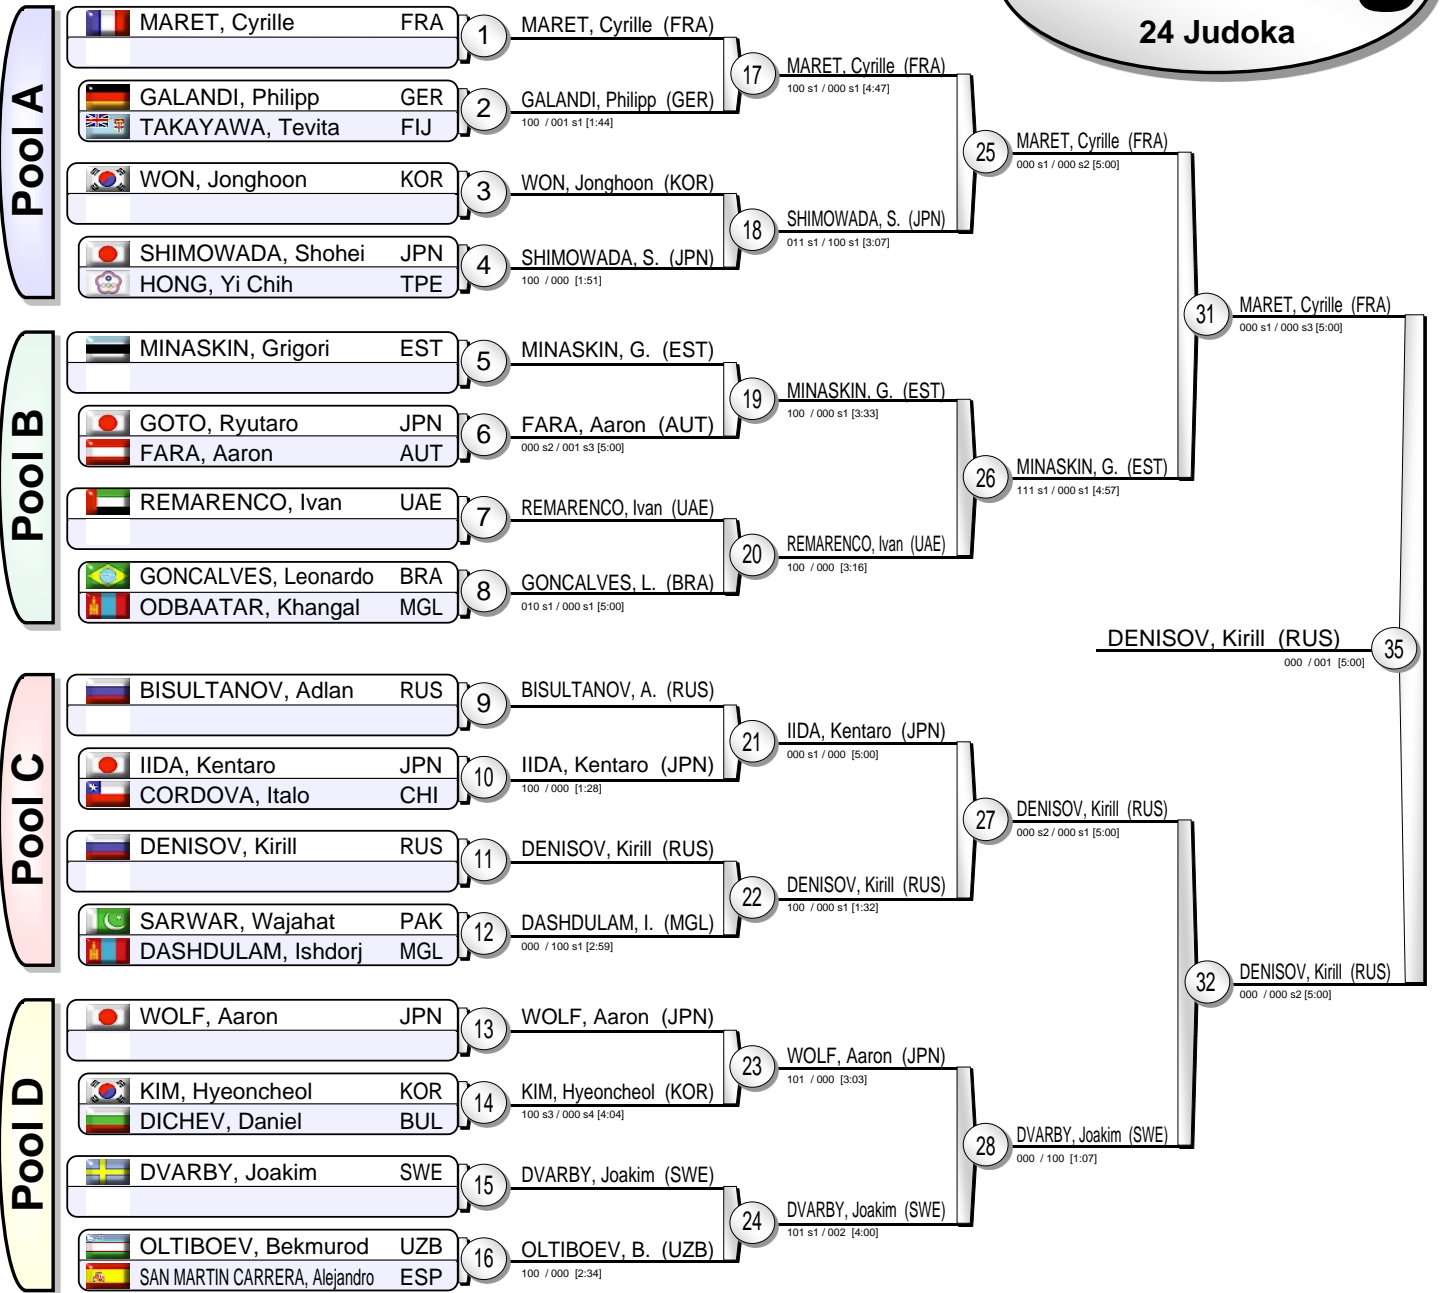 24 Judoka
Pool A
MARET, Cyrille FRA
GALANDI, Philipp GER
TAKAYAWA, Tevita FIJ
WON, Jonghoon KOR
SHIMOWADA, Shohei JPN
HONG, Yi Chih TPE
1
2
3
4
MARET, Cyrille (FRA)
GALANDI, Philipp (GER)
100 / 001 s1 [1:44]
WON, Jonghoon (KOR)
SHIMOWADA, S. (JPN)
100 / 000 [1:51]
17
18
MARET, Cyrille (FRA)
100 s1 / 000 s1 [4:47]
SHIMOWADA, S. (JPN)
011 s1 / 100 s1 [3:07]
25
MARET, Cyrille (FRA)
000 s1 / 000 s2 [5:00]
Pool B
MINASKIN, Grigori EST
GOTO, Ryutaro JPN
FARA, Aaron AUT
REMARENCO, Ivan UAE
GONCALVES, Leonardo BRA
ODBAATAR, Khangal MGL
5
6
7
8
MINASKIN, G. (EST)
FARA, Aaron (AUT)
000 s2 / 001 s3 [5:00]
REMARENCO, Ivan (UAE)
GONCALVES, L. (BRA)
010 s1 / 000 s1 [5:00]
19
20
MINASKIN, G. (EST)
100 / 000 s1 [3:33]
REMARENCO, Ivan (UAE)
100 / 000 [3:16]
26
MINASKIN, G. (EST)
111 s1 / 000 s1 [4:57]
31
MARET, Cyrille (FRA)
000 s1 / 000 s3 [5:00]
DENISOV, Kirill (RUS)
000 / 001 [5:00]
35
Pool C
BISULTANOV, Adlan RUS
IIDA, Kentaro JPN
CORDOVA, Italo CHI
DENISOV, Kirill RUS
SARWAR, Wajahat PAK
DASHDULAM, Ishdorj MGL
9
10
11
12
BISULTANOV, A. (RUS)
IIDA, Kentaro (JPN)
100 / 000 [1:28]
DENISOV, Kirill (RUS)
DASHDULAM, I. (MGL)
000 / 100 s1 [2:59]
21
22
IIDA, Kentaro (JPN)
000 s1 / 000 [5:00]
DENISOV, Kirill (RUS)
100 / 000 s1 [1:32]
27
DENISOV, Kirill (RUS)
000 s2 / 000 s1 [5:00]
Pool D
WOLF, Aaron JPN
KIM, Hyeoncheol KOR
DICHEV, Daniel BUL
DVARBY, Joakim SWE
OLTIBOEV, Bekmurod UZB
SAN MARTIN CARRERA, Alejandro ESP
13
14
15
16
WOLF, Aaron (JPN)
KIM, Hyeoncheol (KOR)
100 s3 / 000 s4 [4:04]
DVARBY, Joakim (SWE)
OLTIBOEV, B. (UZB)
100 / 000 [2:34]
23
24
WOLF, Aaron (JPN)
101 / 000 [3:03]
DVARBY, Joakim (SWE)
101 s1 / 002 [4:00]
28
DVARBY, Joakim (SWE)
000 / 100 [1:07]
32
DENISOV, Kirill (RUS)
000 / 000 s2 [5:00]